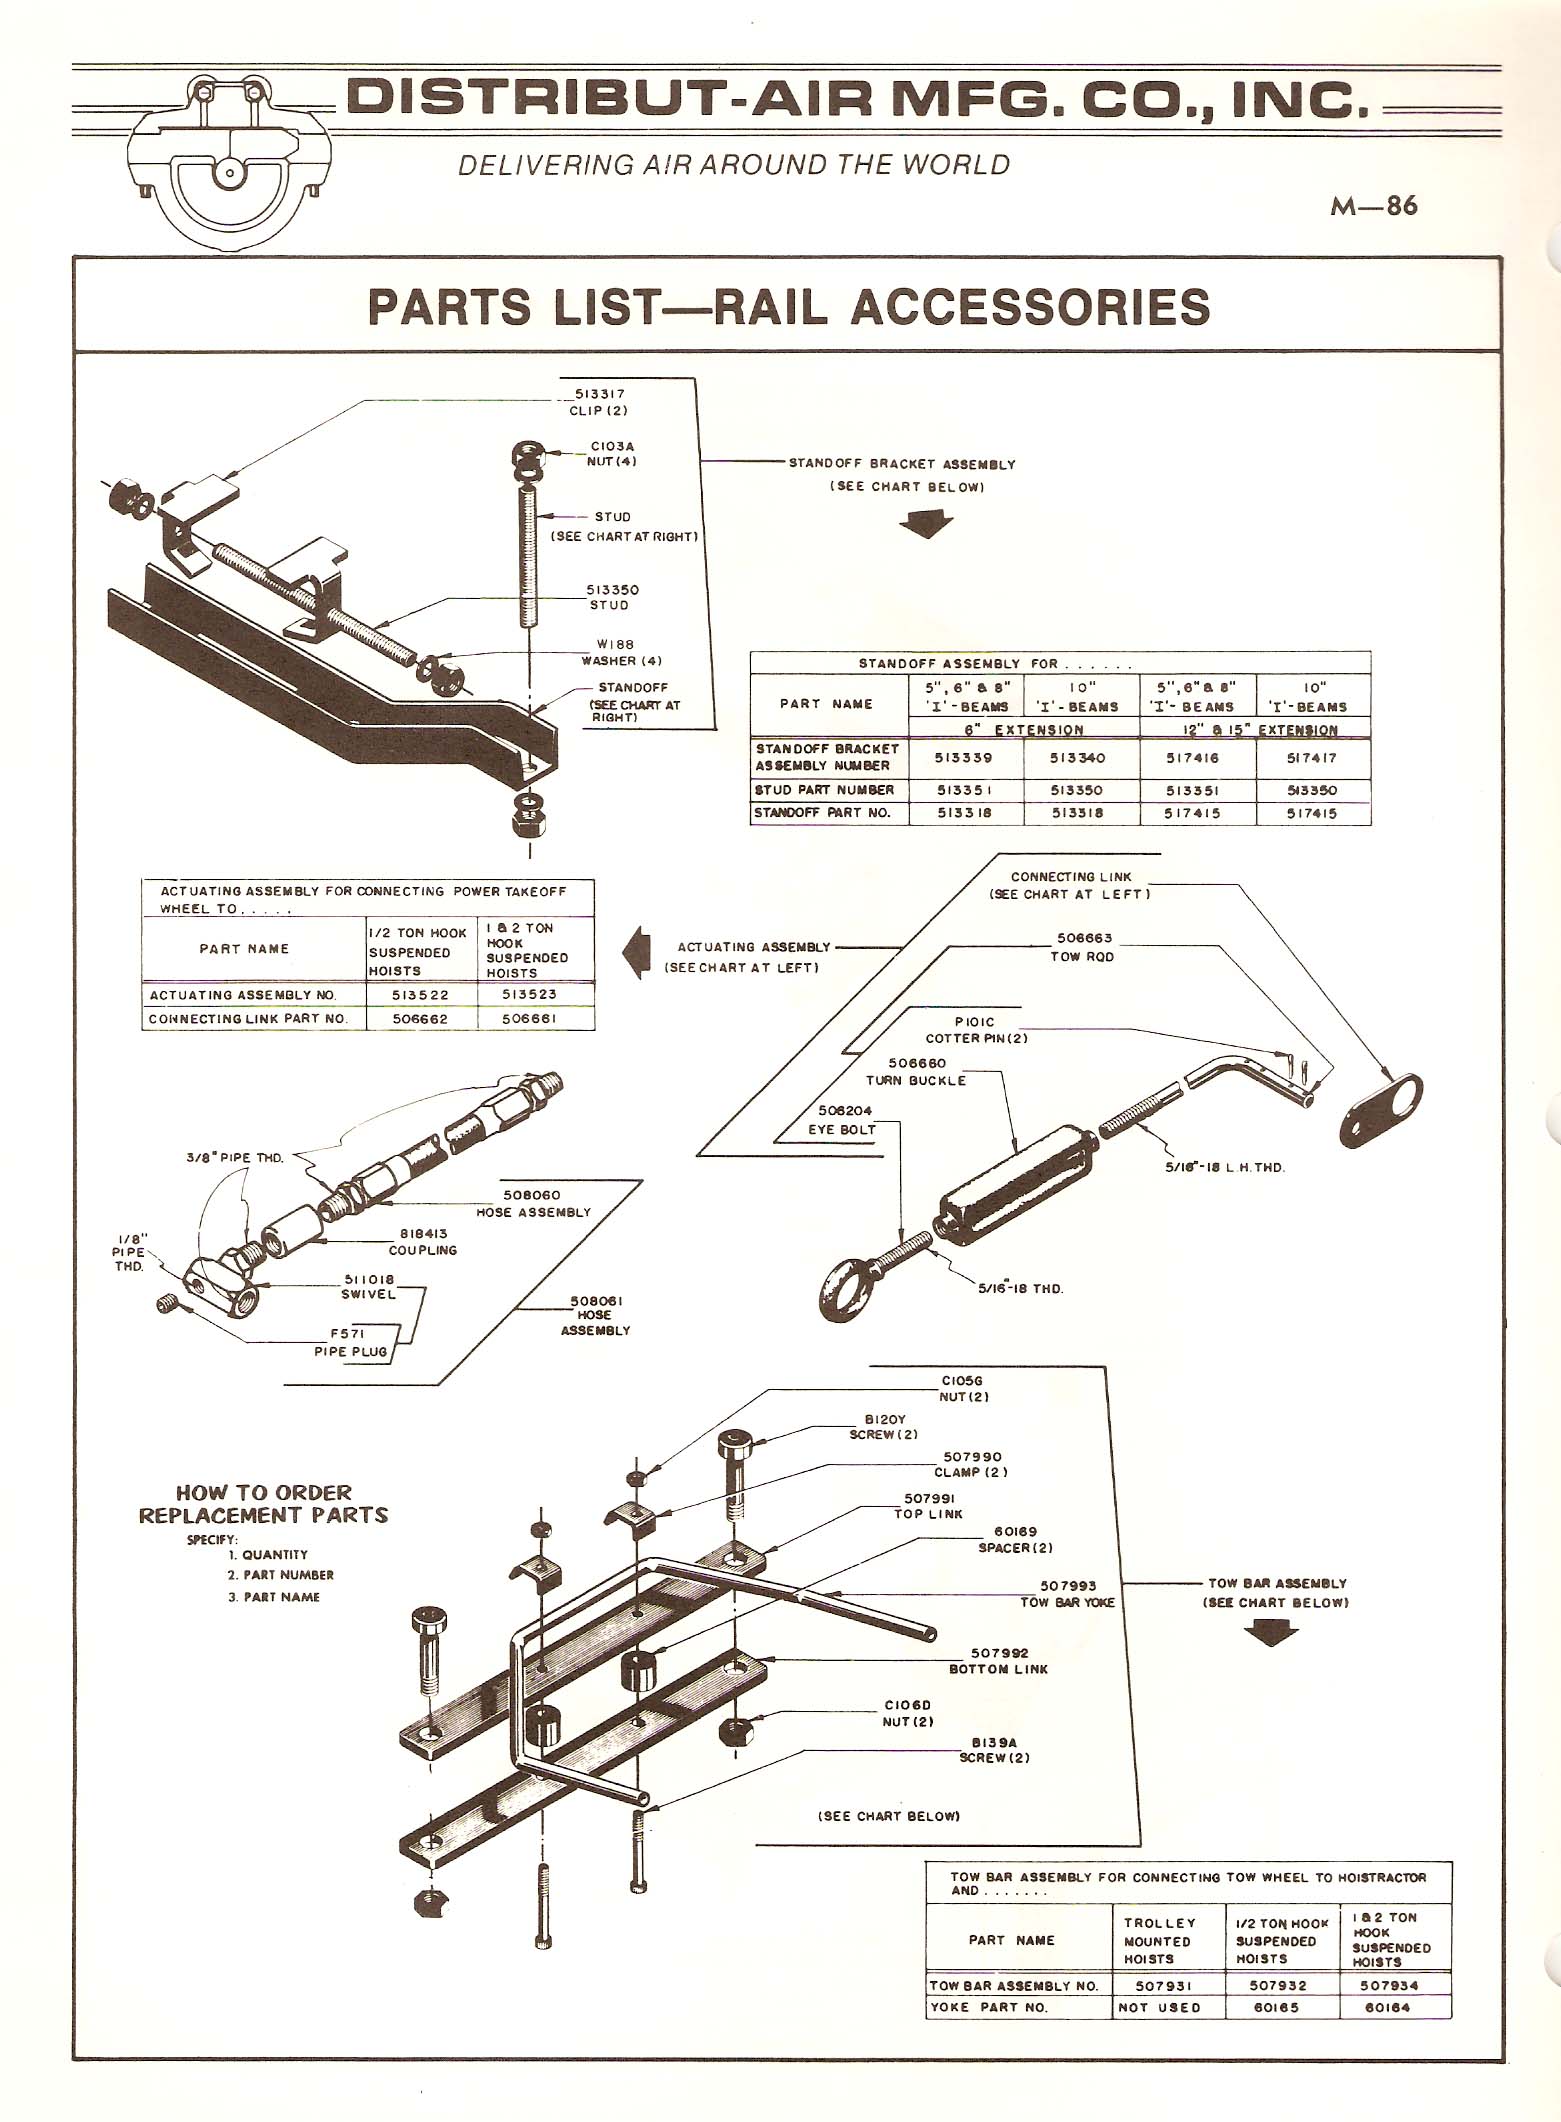 DISTRIBUT-AIR MFG. CO., INC.
DELIVERING AIR AROUND THE WORLD
M—86
PARTS LIST—RAIL ACCESSORIES
513317
CLIP (2)
C103A
NUT (4)
STUD
(SEE CHART AT RIGHT)
513350
STUD
W188
WASHER (4)
STANDOFF
(SEE CHART AT
RIGHT)
STANDOFF BRACKET ASSEMBLY
(SEE CHART BELOW)
STANDOFF ASSEMBLY FOR . . . . . .
PART NAME
5", 6" & 8"
'I'-BEAMS
10"
'I'-BEAMS
5", 6" & 8"
'I'-BEAMS
10"
'I'-BEAMS
6" EXTENSION
12" & 15" EXTENSION
STANDOFF BRACKET
ASSEMBLY NUMBER
513339
513340
517416
517417
STUD PART NUMBER
513351
513350
513351
513350
STANDOFF PART NO.
513318
513318
517415
517415
ACTUATING ASSEMBLY FOR CONNECTING POWER TAKEOFF
WHEEL TO . . . . .
PART NAME
1/2 TON HOOK
SUSPENDED
HOISTS
1 & 2 TON
HOOK
SUSPENDED
HOISTS
ACTUATING ASSEMBLY NO.
513522
513523
CONNECTING LINK PART NO.
506662
506661
ACTUATING ASSEMBLY
(SEE CHART AT LEFT)
CONNECTING LINK
(SEE CHART AT LEFT)
506663
TOW ROD
P101C
COTTER PIN (2)
506660
TURN BUCKLE
506204
EYE BOLT
5/16"-18 L.H. THD.
5/16"-18 THD.
3/8" PIPE THD.
1/8"
PIPE
THD.
508060
HOSE ASSEMBLY
818413
COUPLING
511018
SWIVEL
F571
PIPE PLUG
508061
HOSE
ASSEMBLY
HOW TO ORDER
REPLACEMENT PARTS
SPECIFY:
1. QUANTITY
2. PART NUMBER
3. PART NAME
C105G
NUT (2)
B120Y
SCREW (2)
507990
CLAMP (2)
507991
TOP LINK
60169
SPACER (2)
507993
TOW BAR YOKE
507992
BOTTOM LINK
C106D
NUT (2)
B139A
SCREW (2)
(SEE CHART BELOW)
TOW BAR ASSEMBLY
(SEE CHART BELOW)
TOW BAR ASSEMBLY FOR CONNECTING TOW WHEEL TO HOISTRACTOR
AND . . . . . . .
PART NAME
TROLLEY
MOUNTED
HOISTS
1/2 TON HOOK
SUSPENDED
HOISTS
1 & 2 TON
HOOK
SUSPENDED
HOISTS
TOW BAR ASSEMBLY NO.
507931
507932
507934
YOKE PART NO.
NOT USED
60165
60164